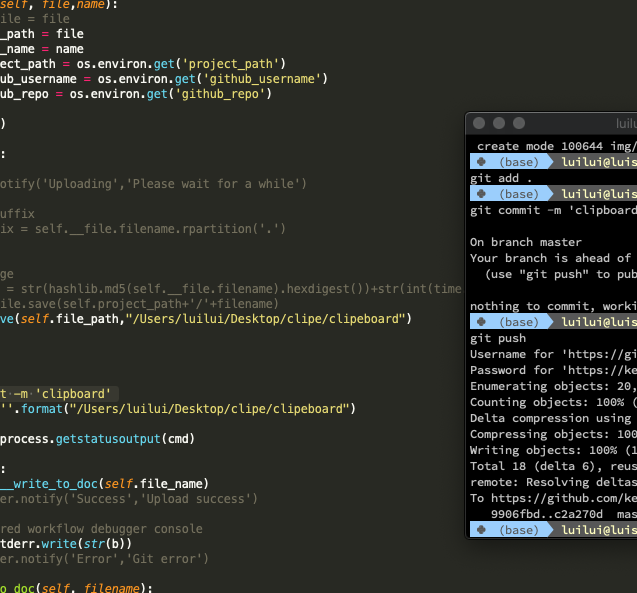 self, file,name):
ile = file
_path = file
_name = name
ect_path = os.environ.get('project_path')
ub_username = os.environ.get('github_username')
ub_repo = os.environ.get('github_repo')
)
:
otify('Uploading','Please wait for a while')
uffix
ix = self.__file.filename.rpartition('.')
ge
= str(hashlib.md5(self.__file.filename).hexdigest())+str(int(time
ile.save(self.project_path+'/'+filename)
ve(self.file_path,"/Users/luilui/Desktop/clipe/clipeboard")
t -m 'clipboard'
''.format("/Users/luilui/Desktop/clipe/clipeboard")
process.getstatusoutput(cmd)
:
__write_to_doc(self.file_name)
er.notify('Success','Upload success')
red workflow debugger console
tderr.write(str(b))
er.notify('Error','Git error')
o_doc(self, filename):
luilu
create mode 100644 img/
(base) luilui@luis
git add .
(base) luilui@luis
git commit -m 'clipboard
On branch master
Your branch is ahead of
(use "git push" to pub
nothing to commit, worki
(base) luilui@luis
git push
Username for 'https://gi
Password for 'https://ke
Enumerating objects: 20,
Counting objects: 100% (
Delta compression using
Compressing objects: 100
Writing objects: 100% (1
Total 18 (delta 6), reus
remote: Resolving deltas
To https://github.com/ke
9906fbd..c2a270d mas
(base) luilui@luis